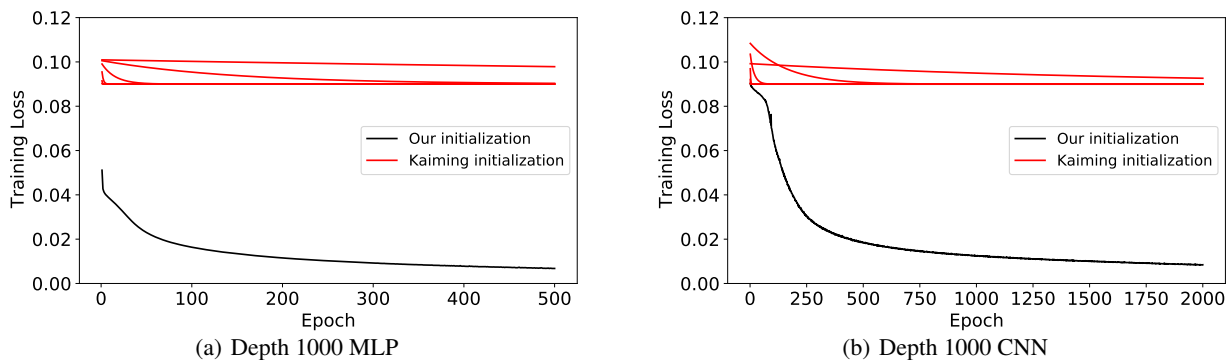 0.12
0.10
0.08
0.06
0.04
0.02
0.00
Training Loss
Our initialization
Kaiming initialization
0 100 200 300 400 500
Epoch
(a) Depth 1000 MLP
0.12
0.10
0.08
0.06
0.04
0.02
0.00
Training Loss
Our initialization
Kaiming initialization
0 250 500 750 1000 1250 1500 1750 2000
Epoch
(b) Depth 1000 CNN